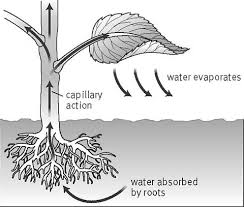 water evaporates
capillary
action
water absorbed
by roots